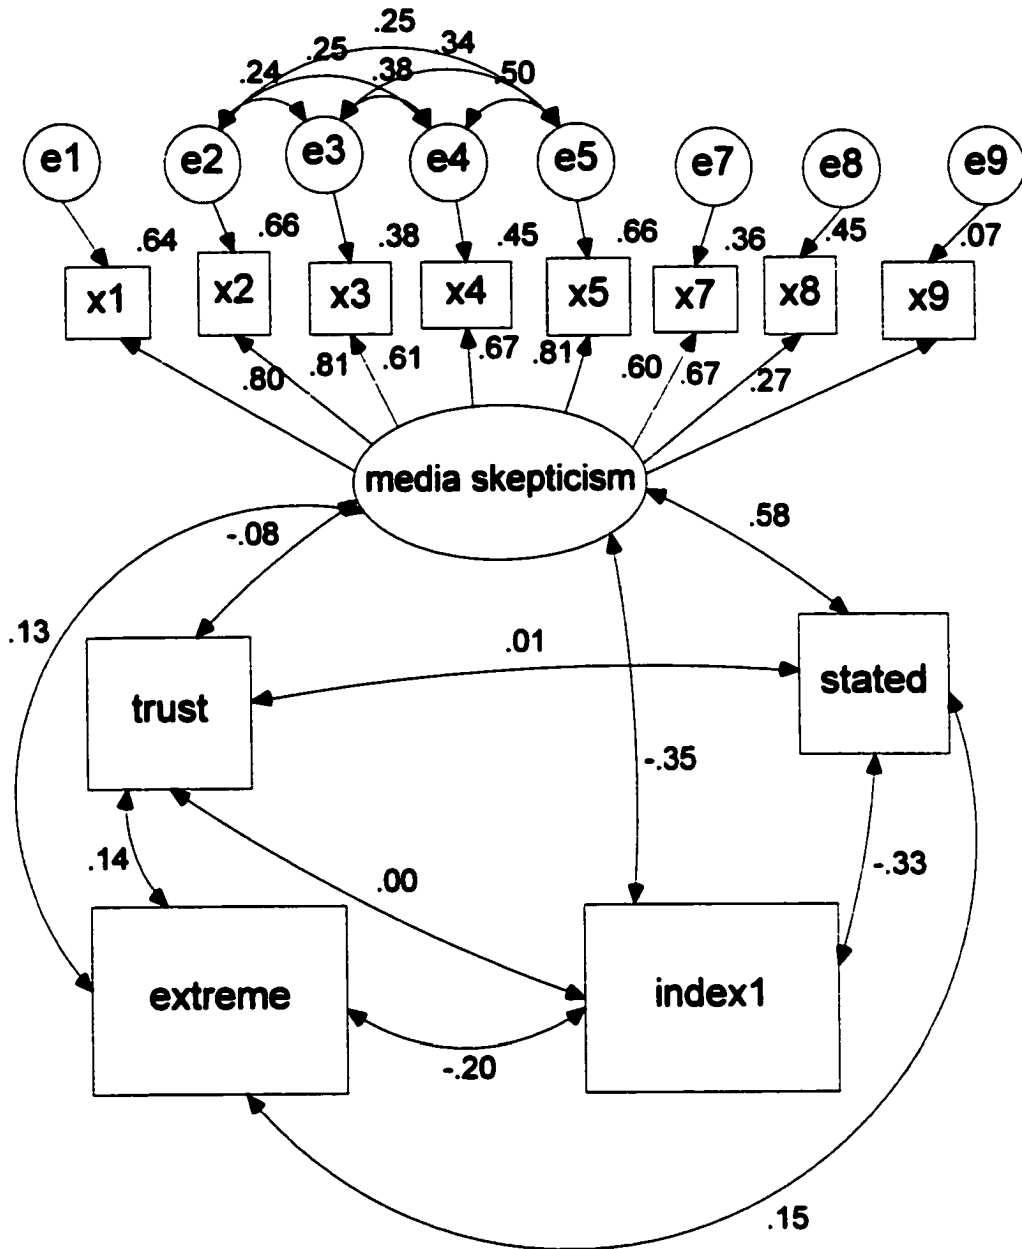 .25
.25 .34
.24 .38 .50
e1 e2 e3 e4 e5 e7 e8 e9
.64 .66 .38 .45 .66 .36 .45 .07
x1 x2 x3 x4 x5 x7 x8 x9
.80 .81 .61 .67 .81 .60 .67 .27
media skepticism
-.08 .58
.13 .01
trust stated
-.35
.14 .00 -.33
extreme index1
-.20
.15